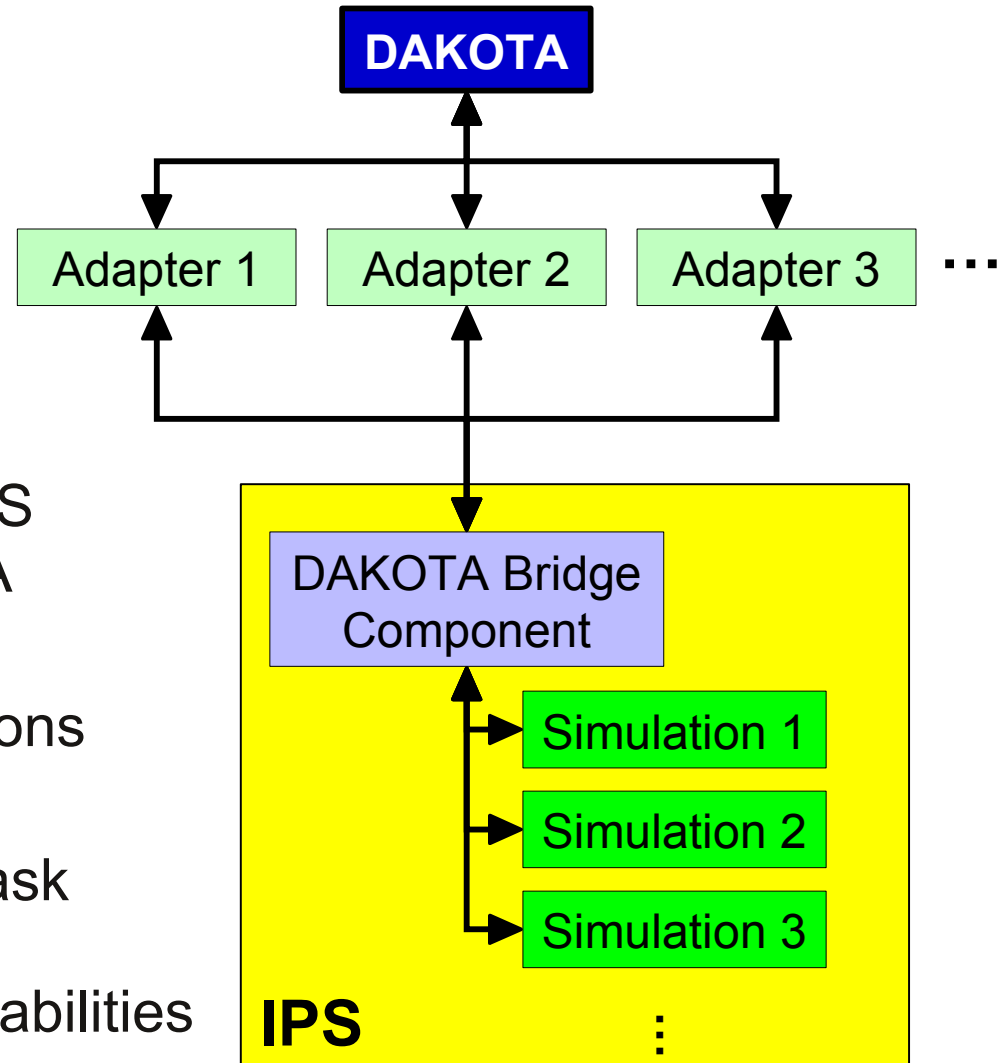 DAKOTA
Adapter 1 Adapter 2 Adapter 3 ...
S
A
ons
ask
abilities
DAKOTA Bridge
Component
Simulation 1
Simulation 2
Simulation 3
IPS